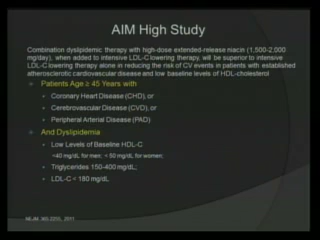 AIM High Study
Combination dyslipidemic therapy with high-dose extended-release niacin (1,500-2,000
mg/day), when added to intensive LDL-C lowering therapy, will be superior to intensive
LDL-C lowering therapy alone in reducing the risk of CV events in patients with established
atherosclerotic cardiovascular disease and low baseline levels of HDL-cholesterol
Patients Age ≥ 45 Years with
Coronary Heart Disease (CHD), or
Cerebrovascular Disease (CVD), or
Peripheral Arterial Disease (PAD)
And Dyslipidemia
Low Levels of Baseline HDL-C
<40 mg/dL for men; < 50 mg/dL for women;
Triglycerides 150-400 mg/dL;
LDL-C < 180 mg/dL
NEJM 2011